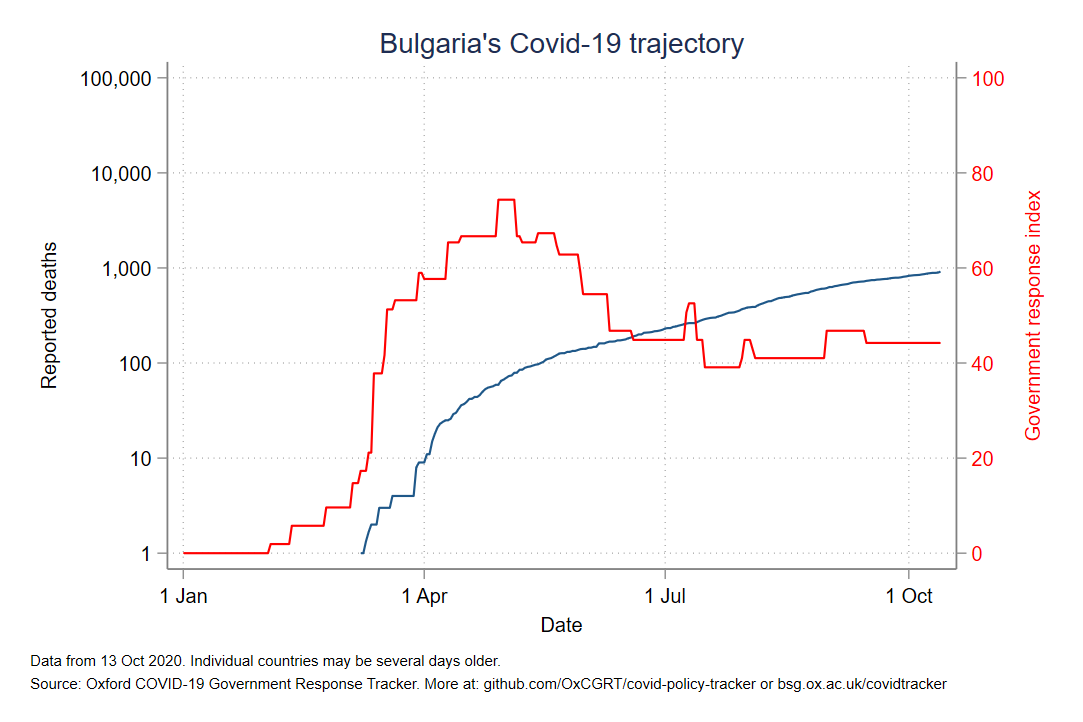 Bulgaria's Covid-19 trajectory
100,000
10,000
1,000
100
10
1
Reported deaths
100
80
60
40
20
0
Government response index
1 Jan
1 Apr
1 Jul
1 Oct
Date
Data from 13 Oct 2020. Individual countries may be several days older.
Source: Oxford COVID-19 Government Response Tracker. More at: github.com/OxCGRT/covid-policy-tracker or bsg.ox.ac.uk/covidtracker